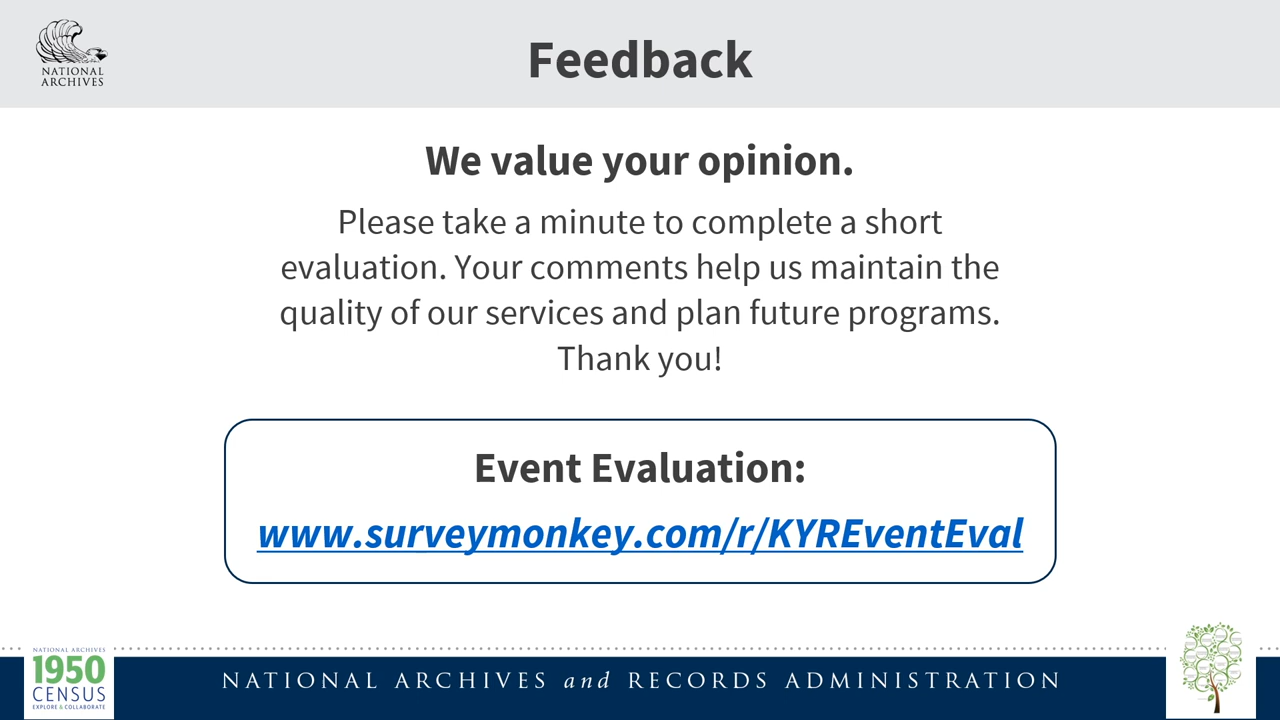 NATIONAL
ARCHIVES
Feedback
We value your opinion.
Please take a minute to complete a short
evaluation. Your comments help us maintain the
quality of our services and plan future programs.
Thank you!
Event Evaluation:
www.surveymonkey.com/r/KYREventEval
NATIONAL ARCHIVES
1950
CENSUS
EXPLORE & COLLABORATE
NATIONAL ARCHIVES and RECORDS ADMINISTRATION